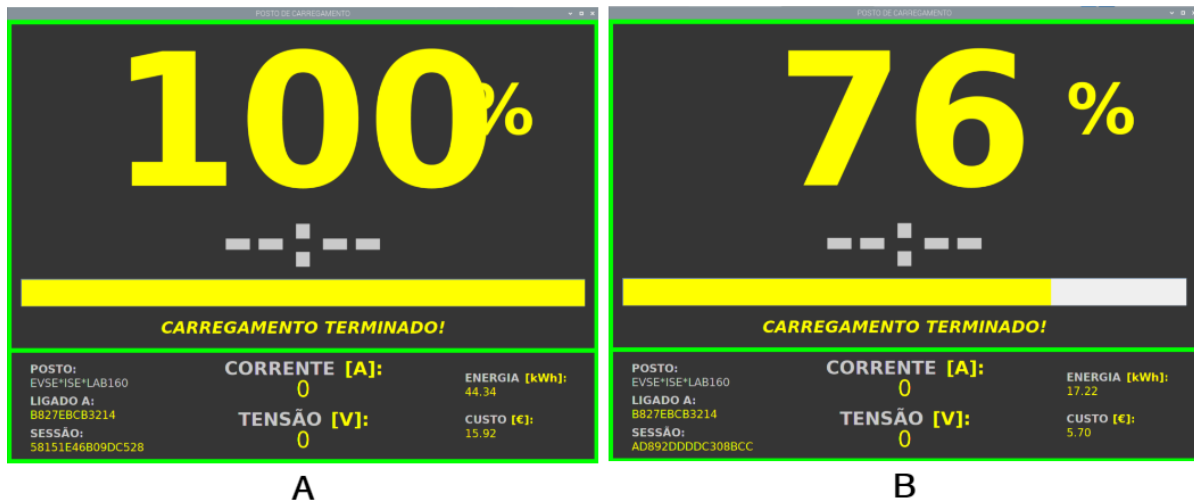 POSTO DE CARREGAMENTO
100 %
--:--
CARREGAMENTO TERMINADO!
POSTO:
EVSE*ISE*LAB160
LIGADO A:
B827EBCB3214
SESSÃO:
58151E46B09DC528
CORRENTE [A]:
0
TENSÃO [V]:
0
ENERGIA [kWh]:
44.34
CUSTO [€]:
15.92
A
POSTO DE CARREGAMENTO
76 %
--:--
CARREGAMENTO TERMINADO!
POSTO:
EVSE*ISE*LAB160
LIGADO A:
B827EBCB3214
SESSÃO:
AD892DDDDC308BCC
CORRENTE [A]:
0
TENSÃO [V]:
0
ENERGIA [kWh]:
17.22
CUSTO [€]:
5.70
B